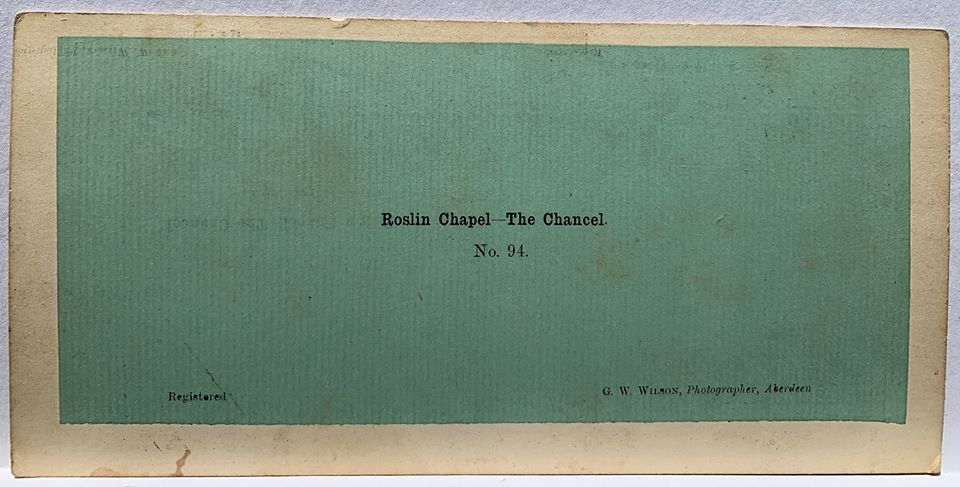 Roslin Chapel—The Chancel.
No. 94.
Registered
G. W. Wilson, Photographer, Aberdeen